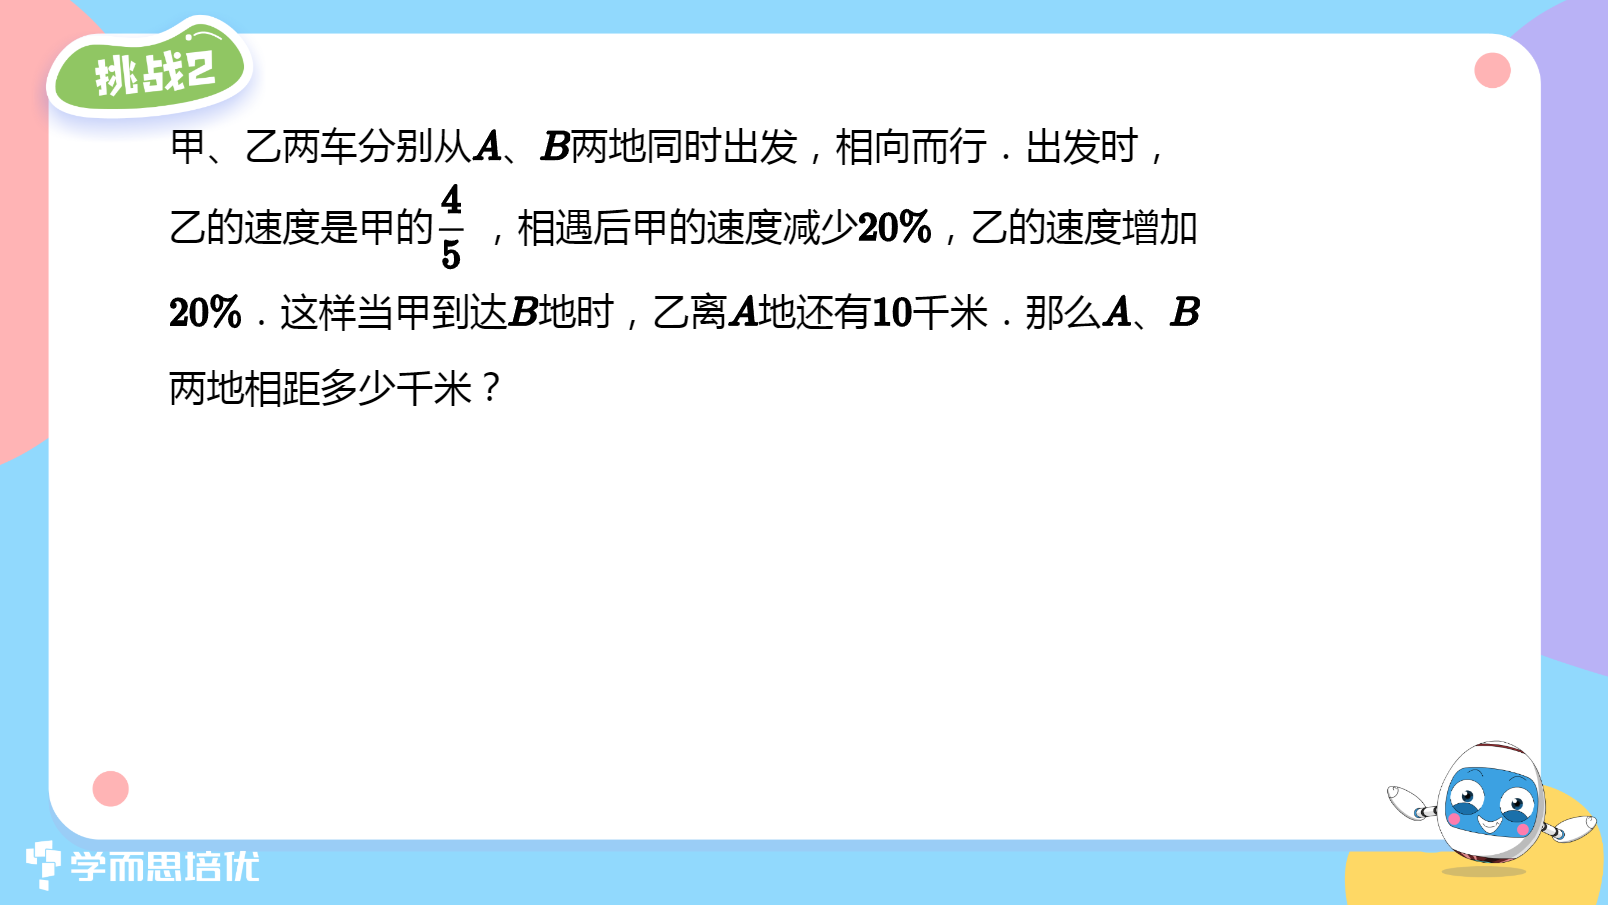 挑战2
甲、乙两车分别从A、B两地同时出发，相向而行．出发时，
乙的速度是甲的4/5，相遇后甲的速度减少20%，乙的速度增加
20%．这样当甲到达B地时，乙离A地还有10千米．那么A、B
两地相距多少千米？
学而思培优